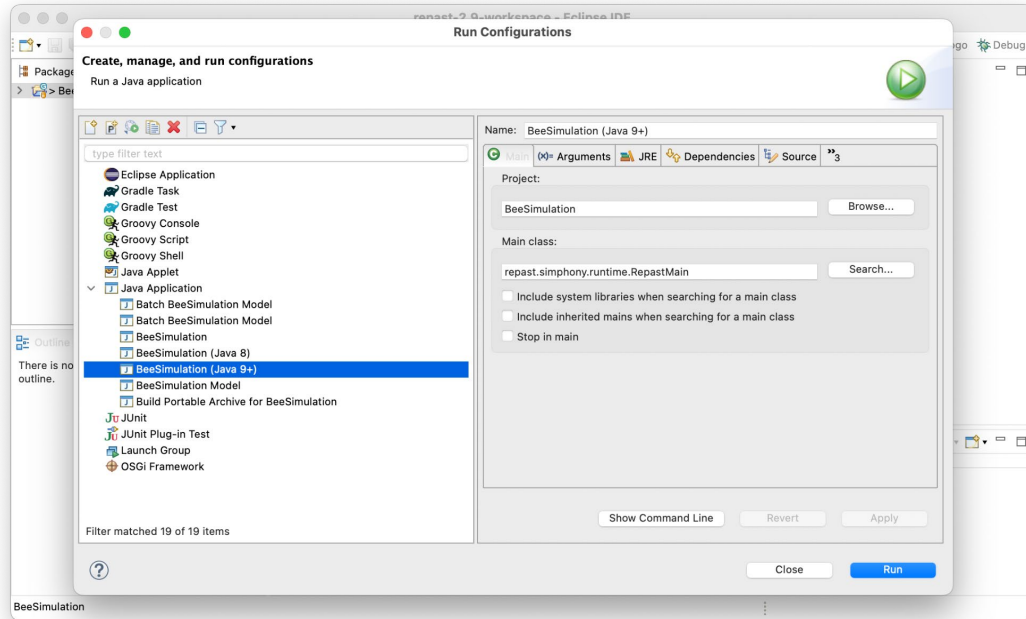 repast-2.9-workspace - Eclipse IDE
Run Configurations
Debug
Package
> Bee
Create, manage, and run configurations
Run a Java application
type filter text
Eclipse Application
Gradle Task
Gradle Test
Groovy Console
Groovy Script
Groovy Shell
Java Applet
Java Application
Batch BeeSimulation Model
Batch BeeSimulation Model
BeeSimulation
BeeSimulation (Java 8)
BeeSimulation (Java 9+)
BeeSimulation Model
Build Portable Archive for BeeSimulation
JUnit
JUnit Plug-in Test
Launch Group
OSGi Framework
Filter matched 19 of 19 items
Name: BeeSimulation (Java 9+)
Main (x)= Arguments JRE Dependencies Source »3
Project:
BeeSimulation Browse...
Main class:
repast.simphony.runtime.RepastMain Search...
Include system libraries when searching for a main class
Include inherited mains when searching for a main class
Stop in main
Show Command Line Revert Apply
? Close Run
Outline
There is no
outline.
BeeSimulation